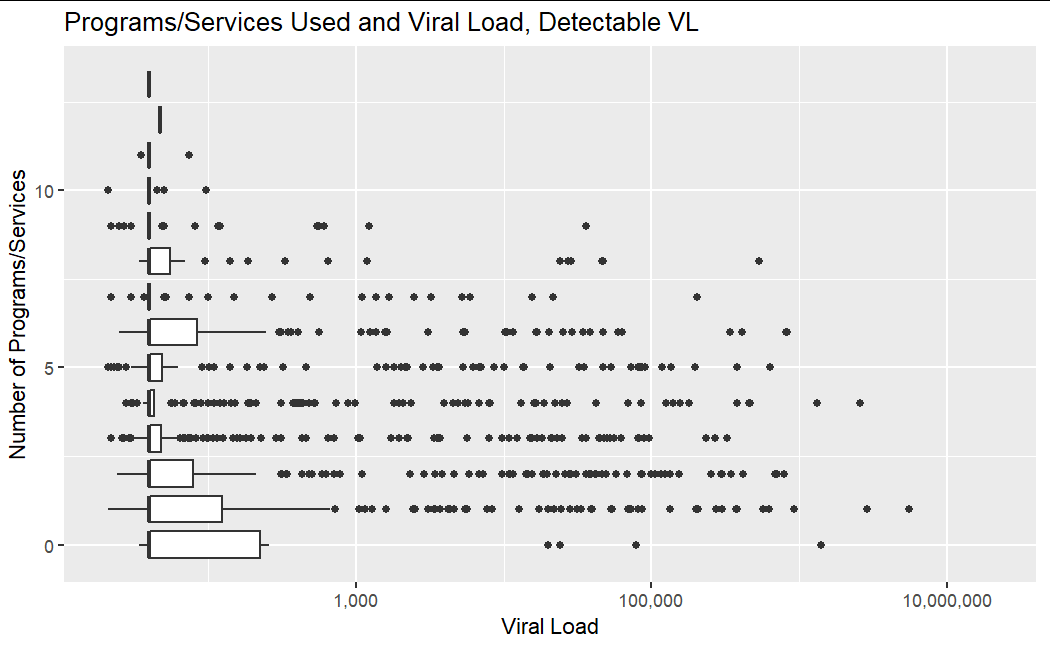 Programs/Services Used and Viral Load, Detectable VL
Number of Programs/Services
10
5
0
1,000
100,000
10,000,000
Viral Load